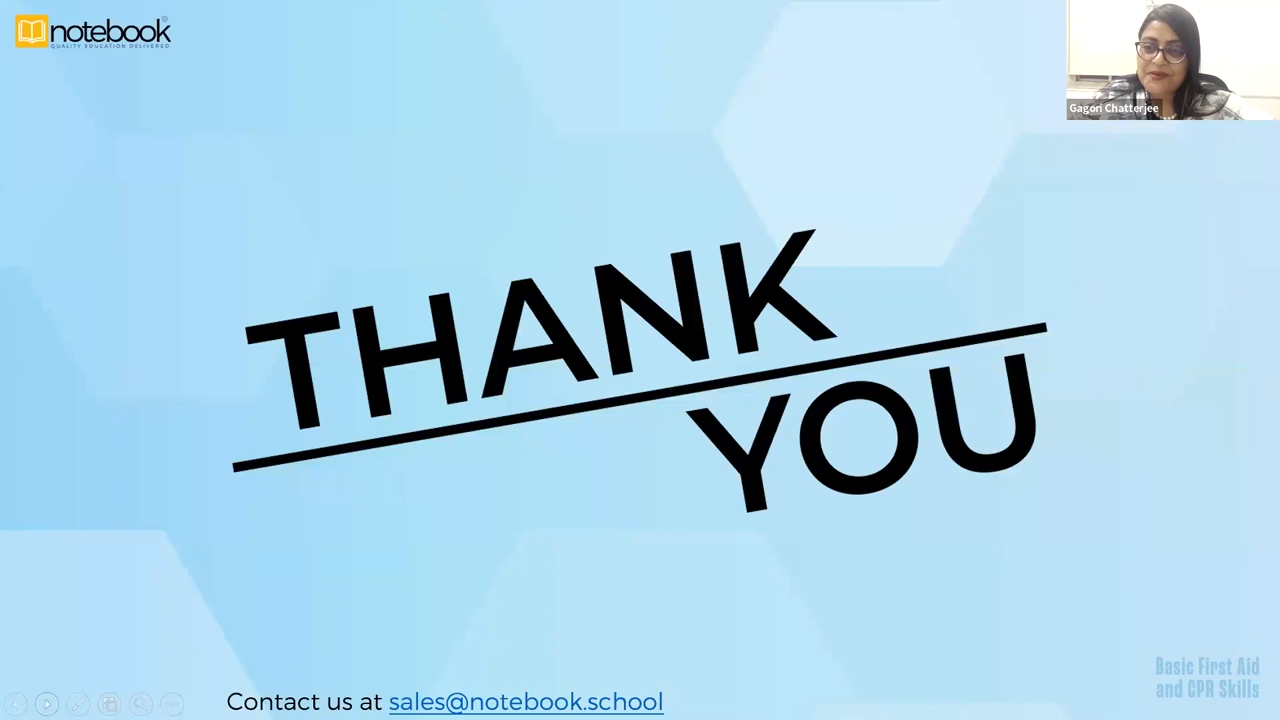 notebook®
QUALITY EDUCATION DELIVERED.
Gagori Chatterjee
THANK
YOU
Basic First Aid
and CPR Skills
Contact us at sales@notebook.school